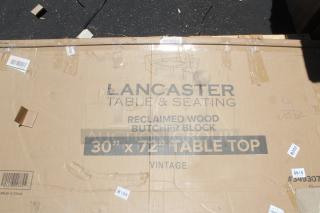 LANCASTER
TABLE & SEATING
RECLAIMED WOOD
BUTCHER BLOCK
30" x 72" TABLE TOP
VINTAGE